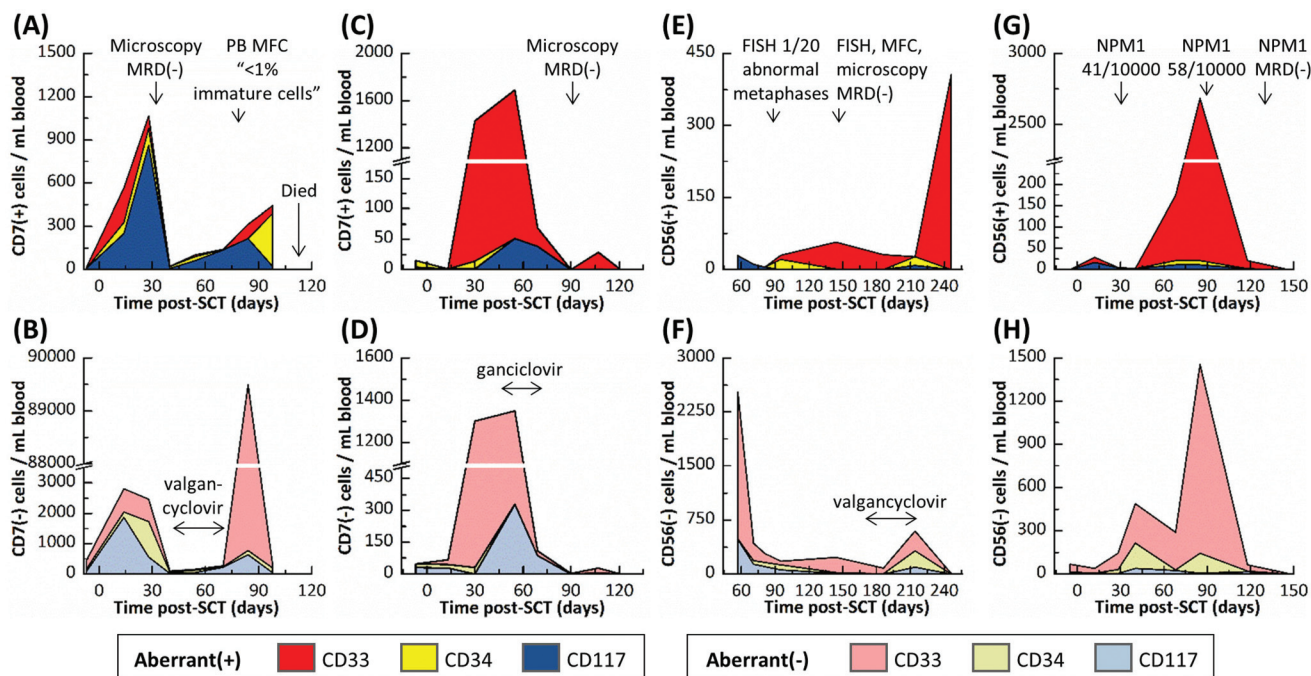 (A)
1500
1200
900
600
300
0
CD7(+) cells / mL blood
Microscopy
MRD(-)
PB MFC
“<1%
immature cells”
Died
0 30 60 90 120
Time post-SCT (days)
(C)
2000
1600
1200
150
100
50
0
CD7(+) cells / mL blood
Microscopy
MRD(-)
0 30 60 90 120
Time post-SCT (days)
(E)
450
300
150
0
CD56(+) cells / mL blood
FISH 1/20
abnormal
metaphases
FISH, MFC,
microscopy
MRD(-)
60 90 120 150 180 210 240
Time post-SCT (days)
(G)
3000
2500
200
150
100
50
0
CD56(+) cells / mL blood
NPM1
41/10000
NPM1
58/10000
NPM1
MRD(-)
0 30 60 90 120 150
Time post-SCT (days)
(B)
90000
89000
88000
3000
2000
1000
0
CD7(-) cells / mL blood
valgan-
cyclovir
0 30 60 90 120
Time post-SCT (days)
(D)
1600
1400
1200
450
300
150
0
CD7(-) cells / mL blood
ganciclovir
0 30 60 90 120
Time post-SCT (days)
(F)
3000
2250
1500
750
0
CD56(-) cells / mL blood
valgancyclovir
60 90 120 150 180 210 240
Time post-SCT (days)
(H)
1500
1200
900
600
300
0
CD56(-) cells / mL blood
0 30 60 90 120 150
Time post-SCT (days)
Aberrant(+) CD33 CD34 CD117
Aberrant(-) CD33 CD34 CD117